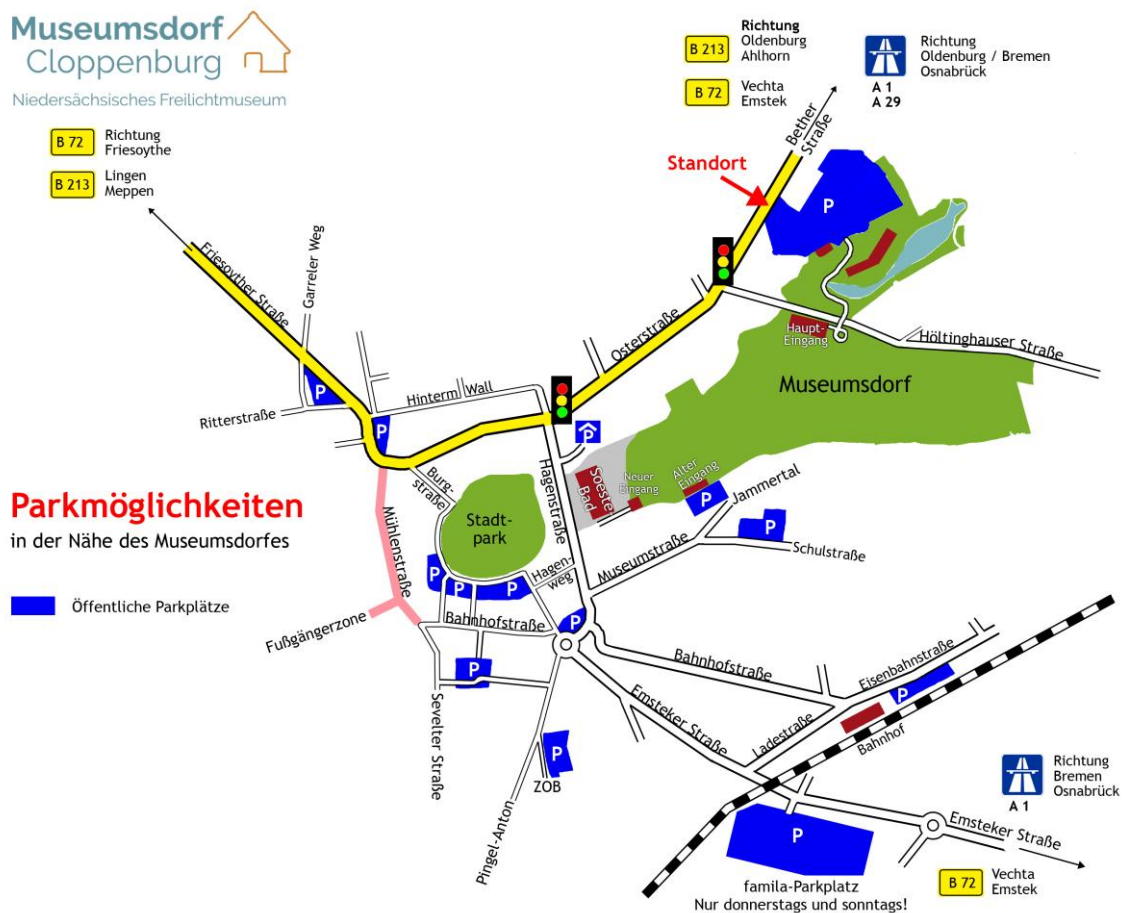 Museumsdorf
Cloppenburg
Niedersächsisches Freilichtmuseum
B 72
Richtung
Friesoythe
B 213
Lingen
Meppen
B 213
Richtung
Oldenburg
Ahlhorn
B 72
Vechta
Emstek
Richtung
Oldenburg / Bremen
Osnabrück
A 1
A 29
Bether
Straße
Standort
P
Friesoyther Straße
Garreler Weg
Osterstraße
Haupt-
Eingang
Höltinghauser Straße
Museumsdorf
P
Ritterstraße
Hinterm Wall
P
P
Burg-
straße
Hagenstraße
Soeste
Bad
Neuer
Eingang
Alter
Eingang
P
Jammertal
P
Schulstraße
Museumstraße
Parkmöglichkeiten
in der Nähe des Museumsdorfes
Öffentliche Parkplätze
Mühlenstraße
Stadt-
park
P
P
P
Hagen-
weg
Fußgängerzone
Bahnhofstraße
P
P
Sevelter Straße
Bahnhofstraße
Eisenbahnstraße
P
Emsteker Straße
Ladestraße
Bahnhof
P
ZOB
Pingel-Anton
P
famila-Parkplatz
Nur donnerstags und sonntags!
Richtung
Bremen
Osnabrück
A 1
Emsteker Straße
B 72
Vechta
Emstek